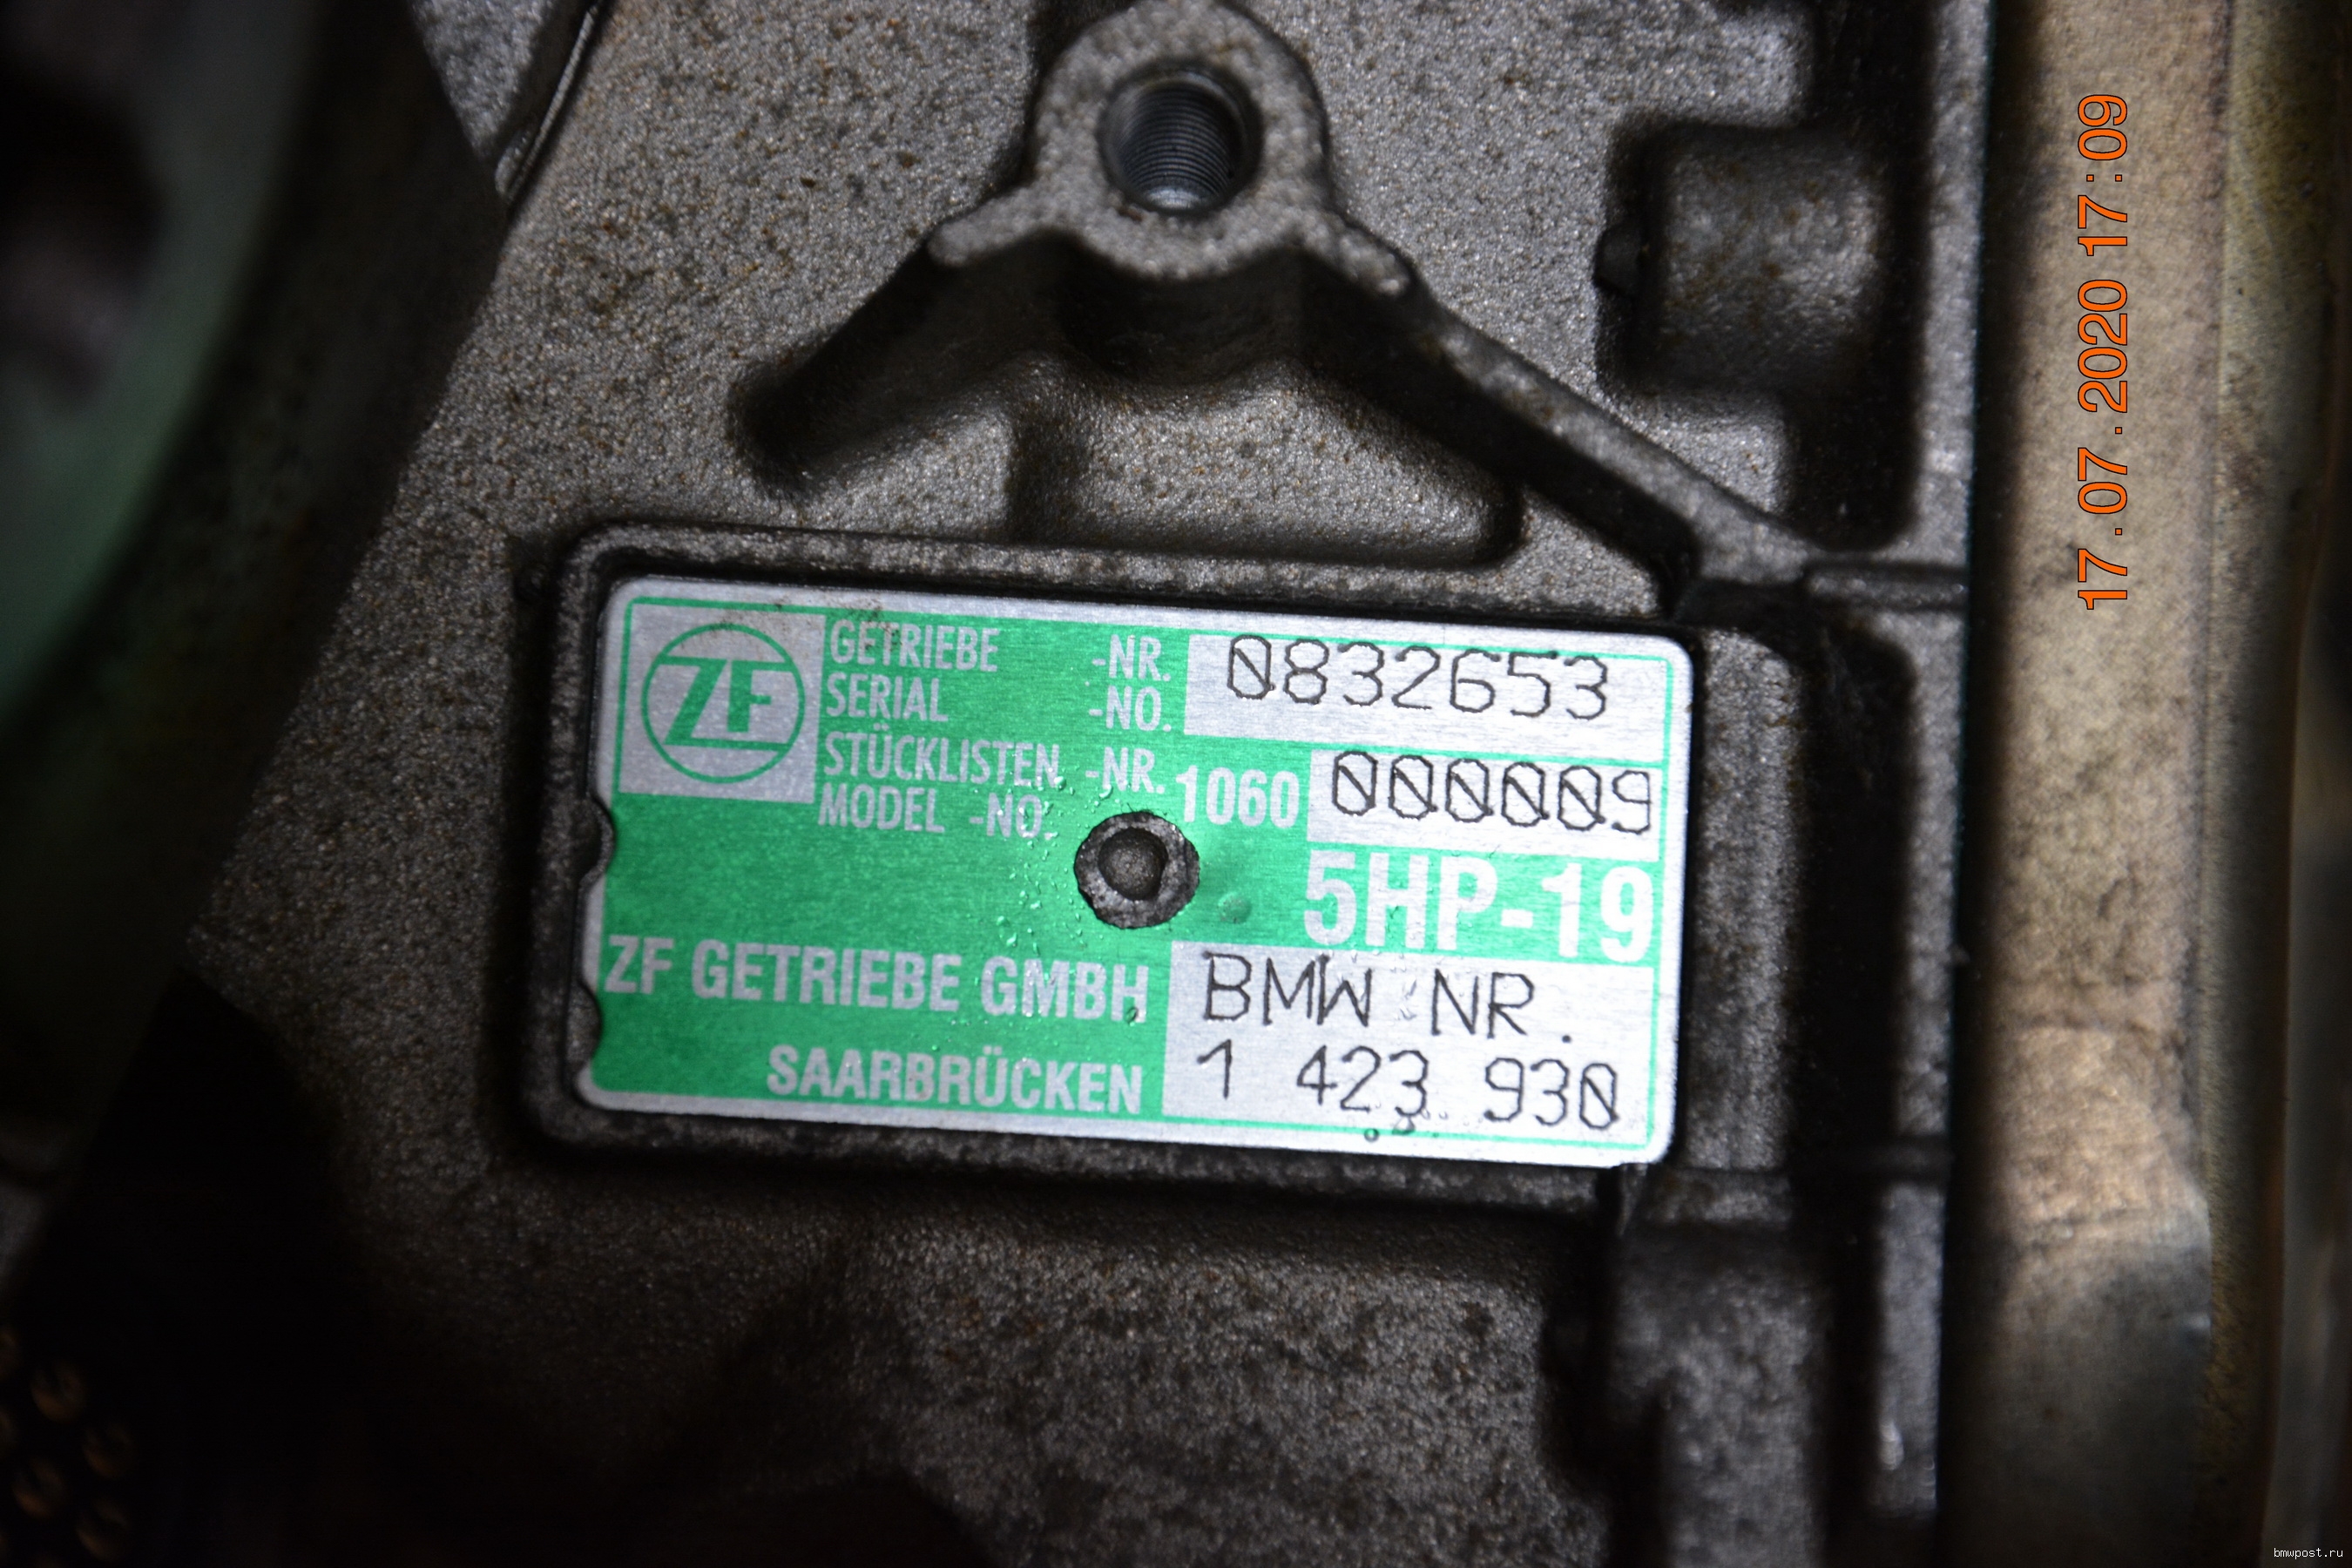 ZF
GETRIEBE -NR. 0832653
SERIAL -NO.
STÜCKLISTEN -NR. 1060 000009
MODEL -NO.
5HP-19
ZF GETRIEBE GMBH
SAARBRÜCKEN
BMW NR.
1 423 930
17.07.2020 17:09
bmwpost.ru